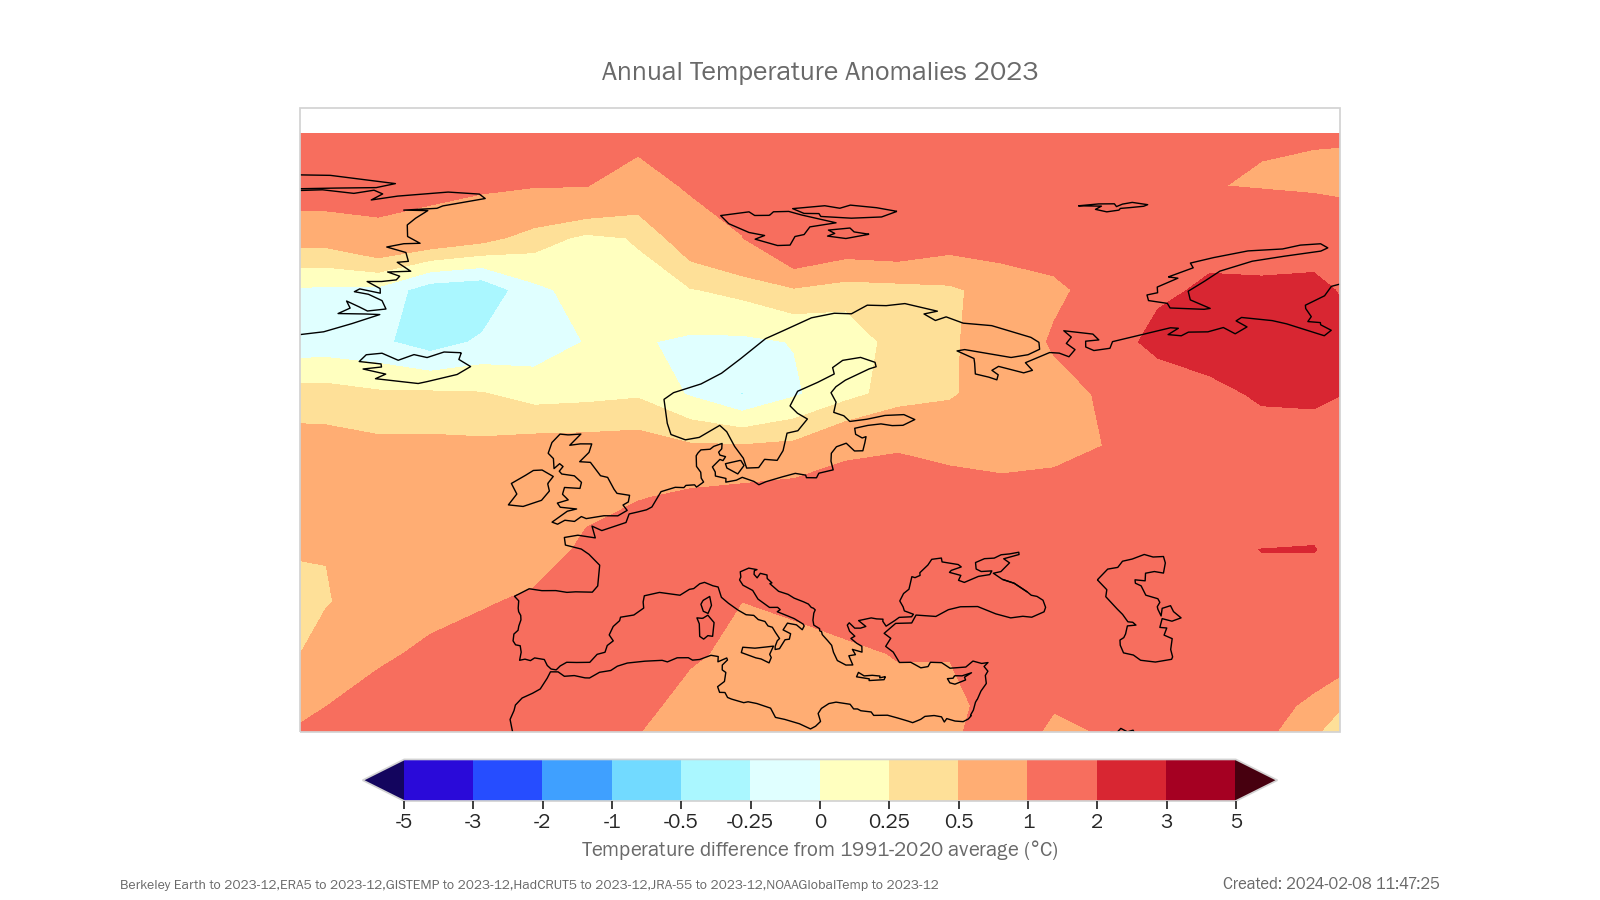 Annual Temperature Anomalies 2023
-5 -3 -2 -1 -0.5 -0.25 0 0.25 0.5 1 2 3 5
Temperature difference from 1991-2020 average (°C)
Berkeley Earth to 2023-12,ERA5 to 2023-12,GISTEMP to 2023-12,HadCRUT5 to 2023-12,JRA-55 to 2023-12,NOAAGlobalTemp to 2023-12
Created: 2024-02-08 11:47:25